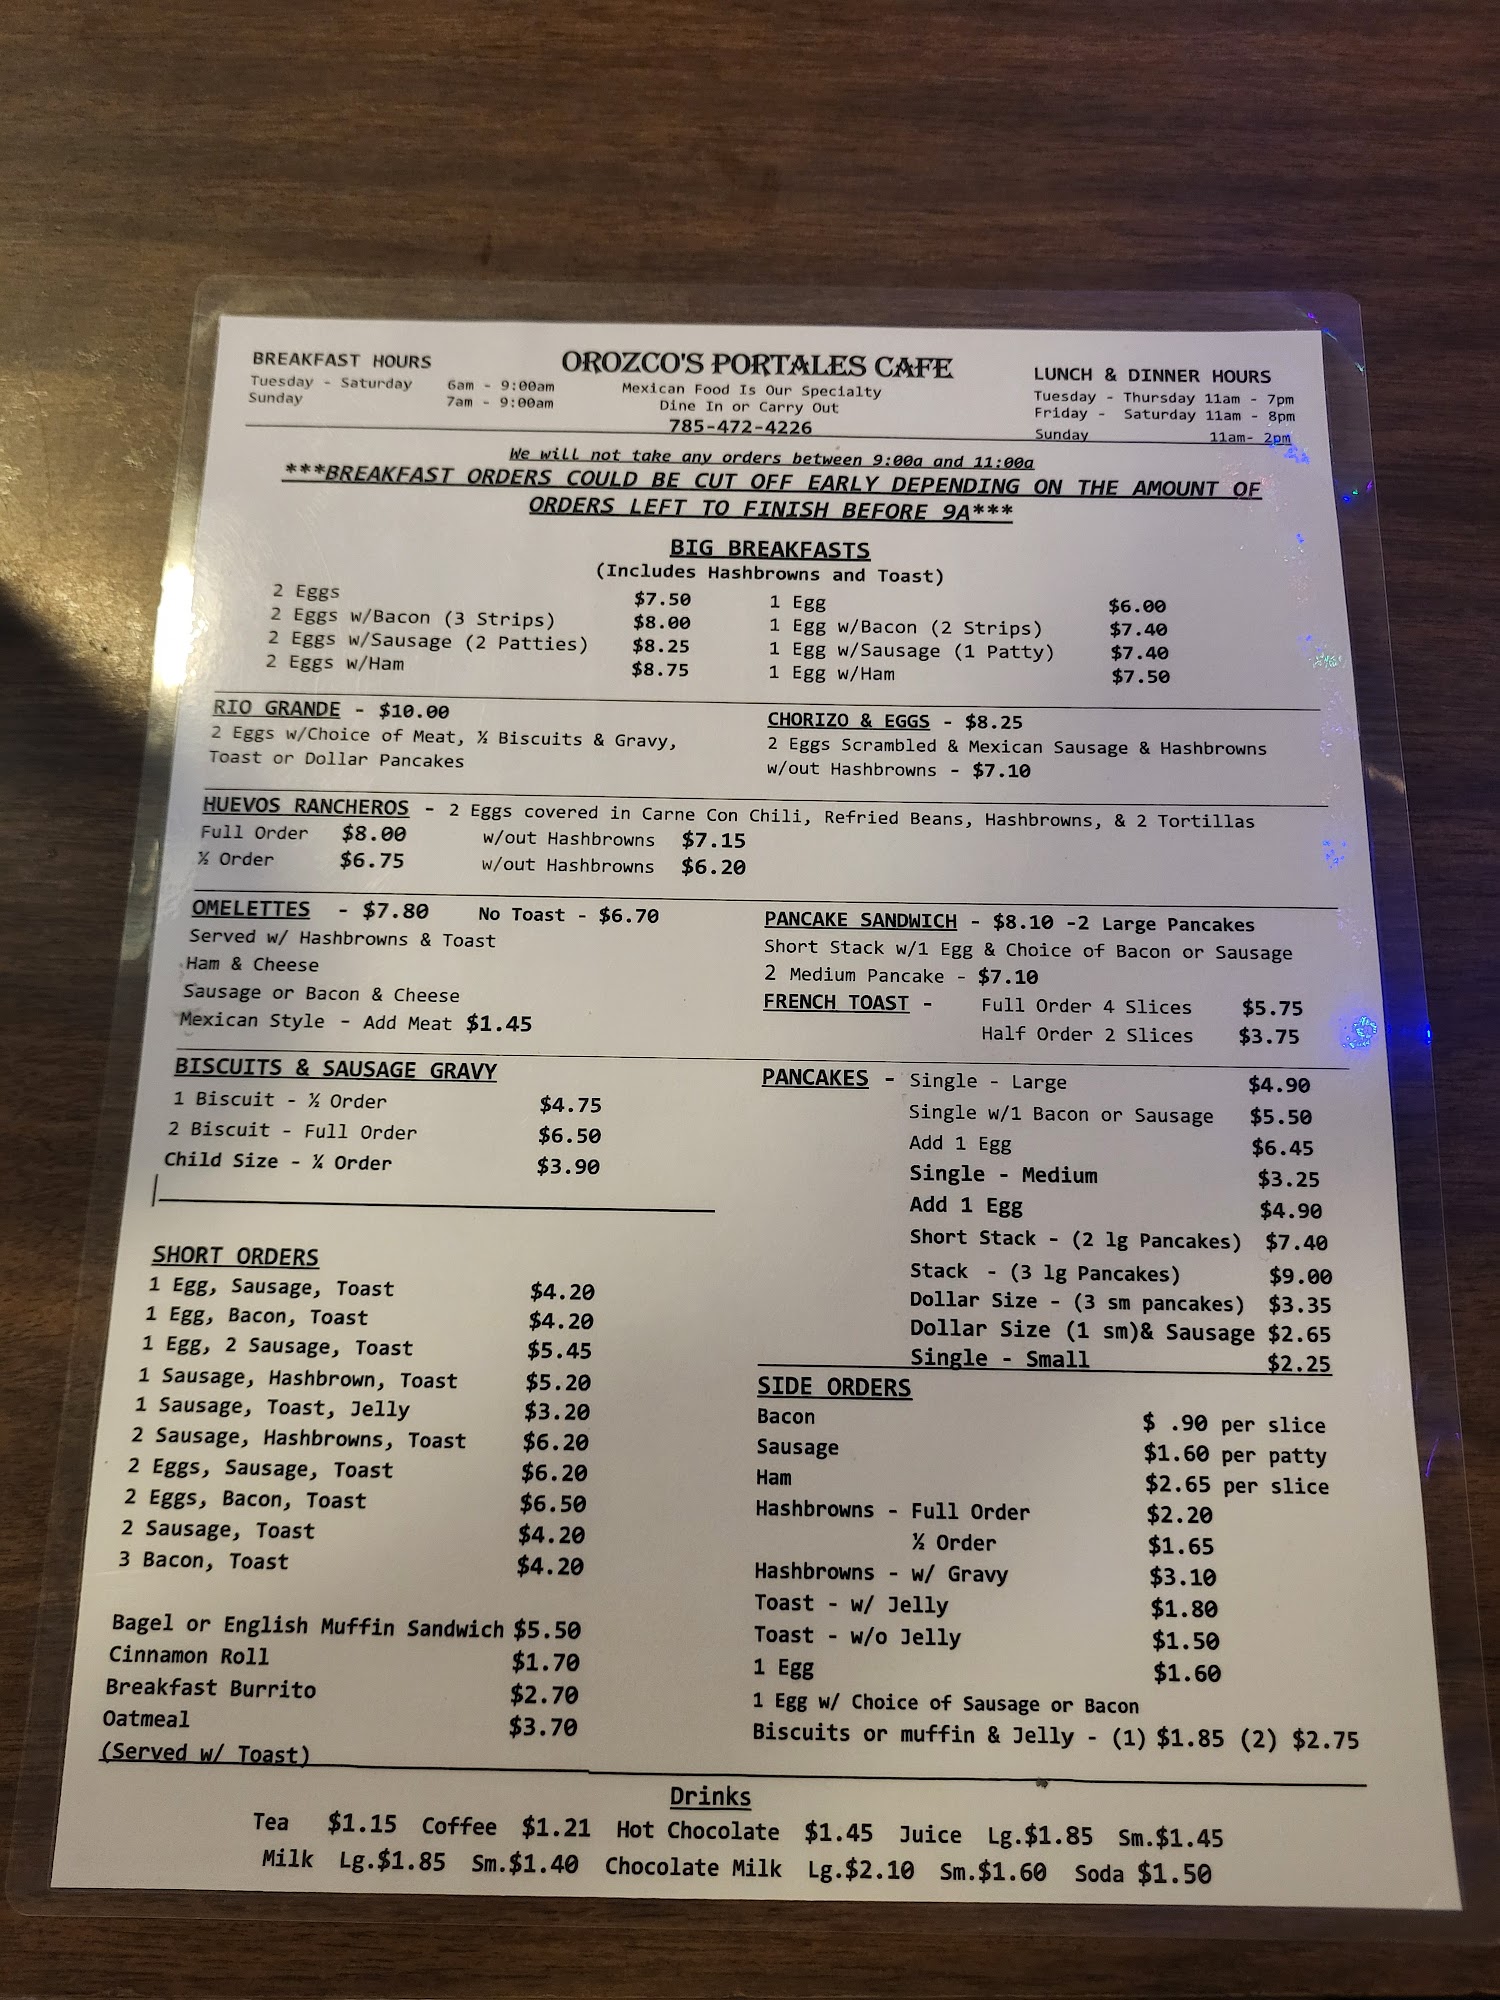 BREAKFAST HOURS
Tuesday - Saturday 6am - 9:00am
Sunday 7am - 9:00am
OROZCO'S PORTALES CAFE
Mexican Food Is Our Specialty
Dine In or Carry Out
785-472-4226
LUNCH & DINNER HOURS
Tuesday - Thursday 11am - 7pm
Friday - Saturday 11am - 8pm
Sunday 11am- 2pm
We will not take any orders between 9:00a and 11:00a
***BREAKFAST ORDERS COULD BE CUT OFF EARLY DEPENDING ON THE AMOUNT OF
ORDERS LEFT TO FINISH BEFORE 9A***
BIG BREAKFASTS
(Includes Hashbrowns and Toast)
2 Eggs $7.50
2 Eggs w/Bacon (3 Strips) $8.00
2 Eggs w/Sausage (2 Patties) $8.25
2 Eggs w/Ham $8.75
1 Egg $6.00
1 Egg w/Bacon (2 Strips) $7.40
1 Egg w/Sausage (1 Patty) $7.40
1 Egg w/Ham $7.50
RIO GRANDE - $10.00
2 Eggs w/Choice of Meat, ½ Biscuits & Gravy,
Toast or Dollar Pancakes
CHORIZO & EGGS - $8.25
2 Eggs Scrambled & Mexican Sausage & Hashbrowns
w/out Hashbrowns - $7.10
HUEVOS RANCHEROS - 2 Eggs covered in Carne Con Chili, Refried Beans, Hashbrowns, & 2 Tortillas
Full Order $8.00 w/out Hashbrowns $7.15
½ Order $6.75 w/out Hashbrowns $6.20
OMELETTES - $7.80 No Toast - $6.70
Served w/ Hashbrowns & Toast
Ham & Cheese
Sausage or Bacon & Cheese
Mexican Style - Add Meat $1.45
PANCAKE SANDWICH - $8.10 -2 Large Pancakes
Short Stack w/1 Egg & Choice of Bacon or Sausage
2 Medium Pancake - $7.10
FRENCH TOAST - Full Order 4 Slices $5.75
Half Order 2 Slices $3.75
BISCUITS & SAUSAGE GRAVY
1 Biscuit - ½ Order $4.75
2 Biscuit - Full Order $6.50
Child Size - ¼ Order $3.90
PANCAKES - Single - Large $4.90
Single w/1 Bacon or Sausage $5.50
Add 1 Egg $6.45
Single - Medium $3.25
Add 1 Egg $4.90
Short Stack - (2 lg Pancakes) $7.40
Stack - (3 lg Pancakes) $9.00
Dollar Size - (3 sm pancakes) $3.35
Dollar Size (1 sm)& Sausage $2.65
Single - Small $2.25
SHORT ORDERS
1 Egg, Sausage, Toast $4.20
1 Egg, Bacon, Toast $4.20
1 Egg, 2 Sausage, Toast $5.45
1 Sausage, Hashbrown, Toast $5.20
1 Sausage, Toast, Jelly $3.20
2 Sausage, Hashbrowns, Toast $6.20
2 Eggs, Sausage, Toast $6.20
2 Eggs, Bacon, Toast $6.50
2 Sausage, Toast $4.20
3 Bacon, Toast $4.20
Bagel or English Muffin Sandwich $5.50
Cinnamon Roll $1.70
Breakfast Burrito $2.70
Oatmeal $3.70
(Served w/ Toast)
SIDE ORDERS
Bacon $ .90 per slice
Sausage $1.60 per patty
Ham $2.65 per slice
Hashbrowns - Full Order $2.20
½ Order $1.65
Hashbrowns - w/ Gravy $3.10
Toast - w/ Jelly $1.80
Toast - w/o Jelly $1.50
1 Egg $1.60
1 Egg w/ Choice of Sausage or Bacon
Biscuits or muffin & Jelly - (1) $1.85 (2) $2.75
Drinks
Tea $1.15 Coffee $1.21 Hot Chocolate $1.45 Juice Lg.$1.85 Sm.$1.45
Milk Lg.$1.85 Sm.$1.40 Chocolate Milk Lg.$2.10 Sm.$1.60 Soda $1.50